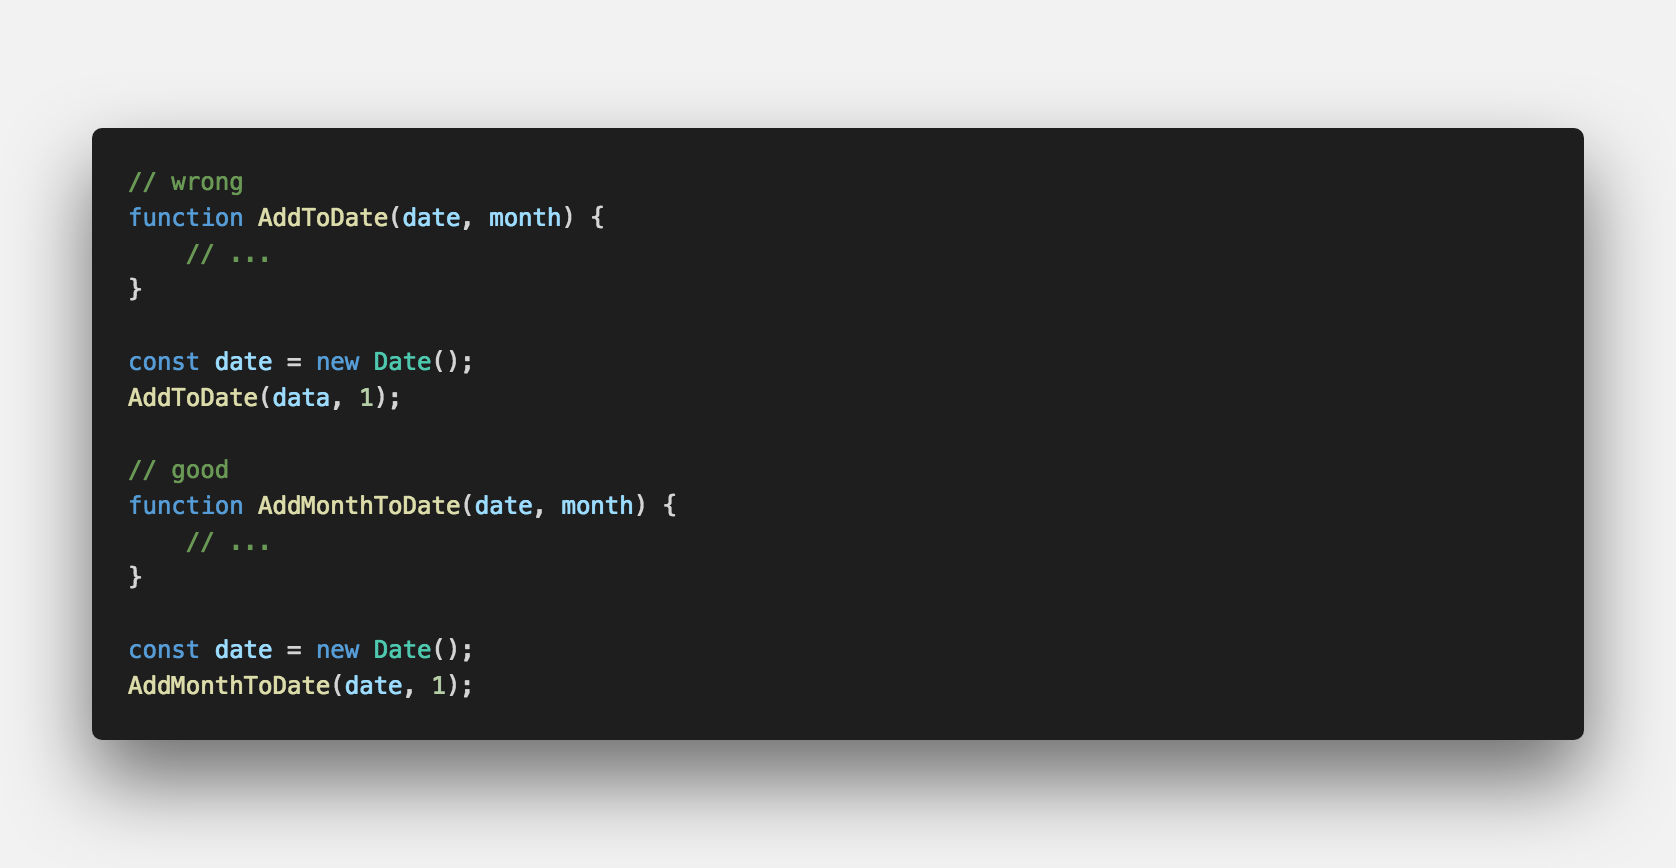 // wrong
function AddToDate(date, month) {
    // ...
}
const date = new Date();
AddToDate(data, 1);
// good
function AddMonthToDate(date, month) {
    // ...
}
const date = new Date();
AddMonthToDate(date, 1);